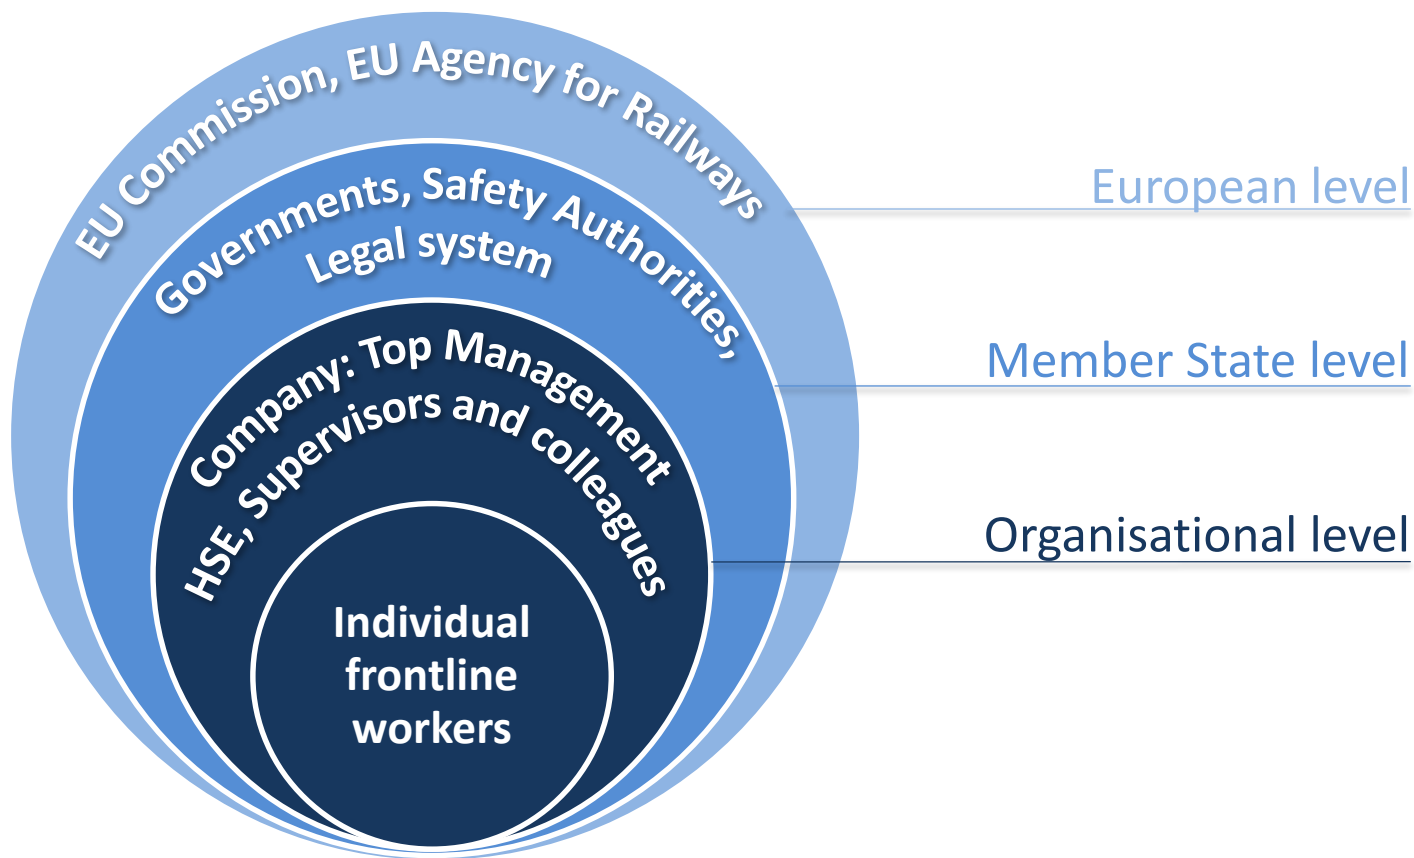 EU Commission, EU Agency for Railways
Governments, Safety Authorities,
Legal system
Company: Top Management
HSE, Supervisors and colleagues
Individual
frontline
workers
European level
Member State level
Organisational level